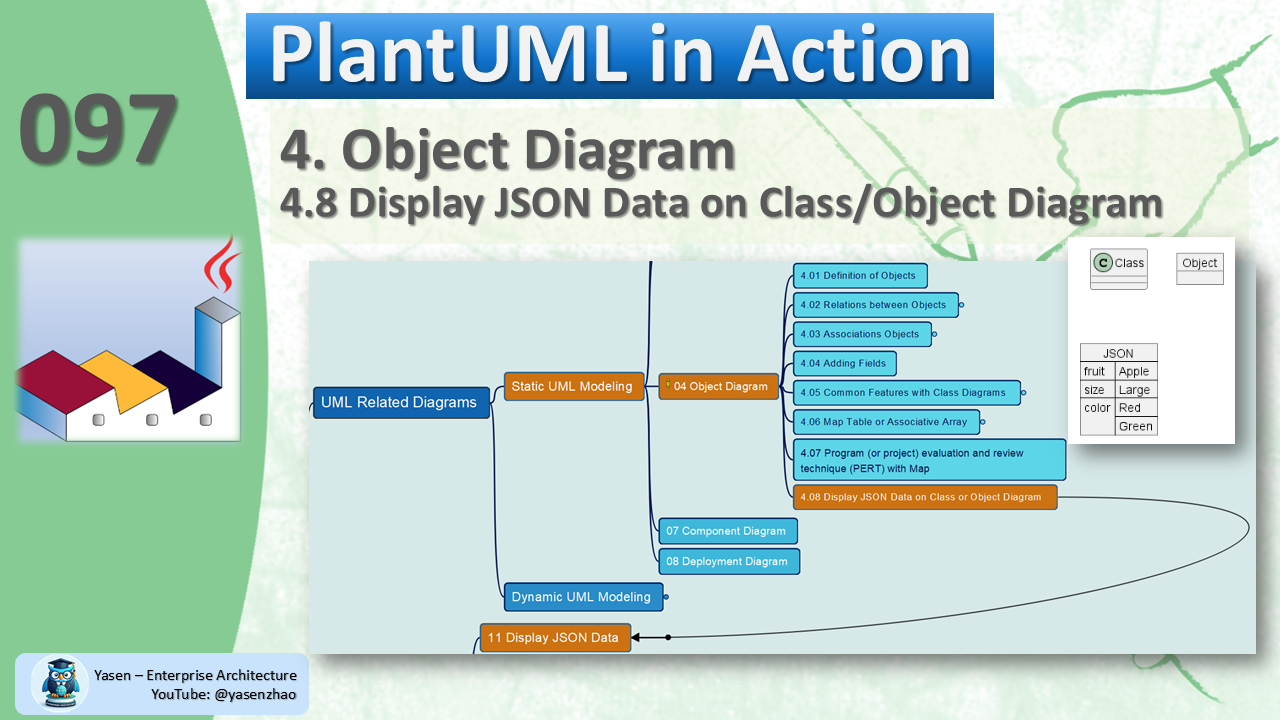 PlantUML in Action
097
4. Object Diagram
4.8 Display JSON Data on Class/Object Diagram
C Class
Object
JSON
fruit Apple
size Large
color Red
Green
UML Related Diagrams
Static UML Modeling
04 Object Diagram
4.01 Definition of Objects
4.02 Relations between Objects
4.03 Associations Objects
4.04 Adding Fields
4.05 Common Features with Class Diagrams
4.06 Map Table or Associative Array
4.07 Program (or project) evaluation and review
technique (PERT) with Map
4.08 Display JSON Data on Class or Object Diagram
07 Component Diagram
08 Deployment Diagram
Dynamic UML Modeling
11 Display JSON Data
Yasen – Enterprise Architecture
YouTube: @yasenzhao